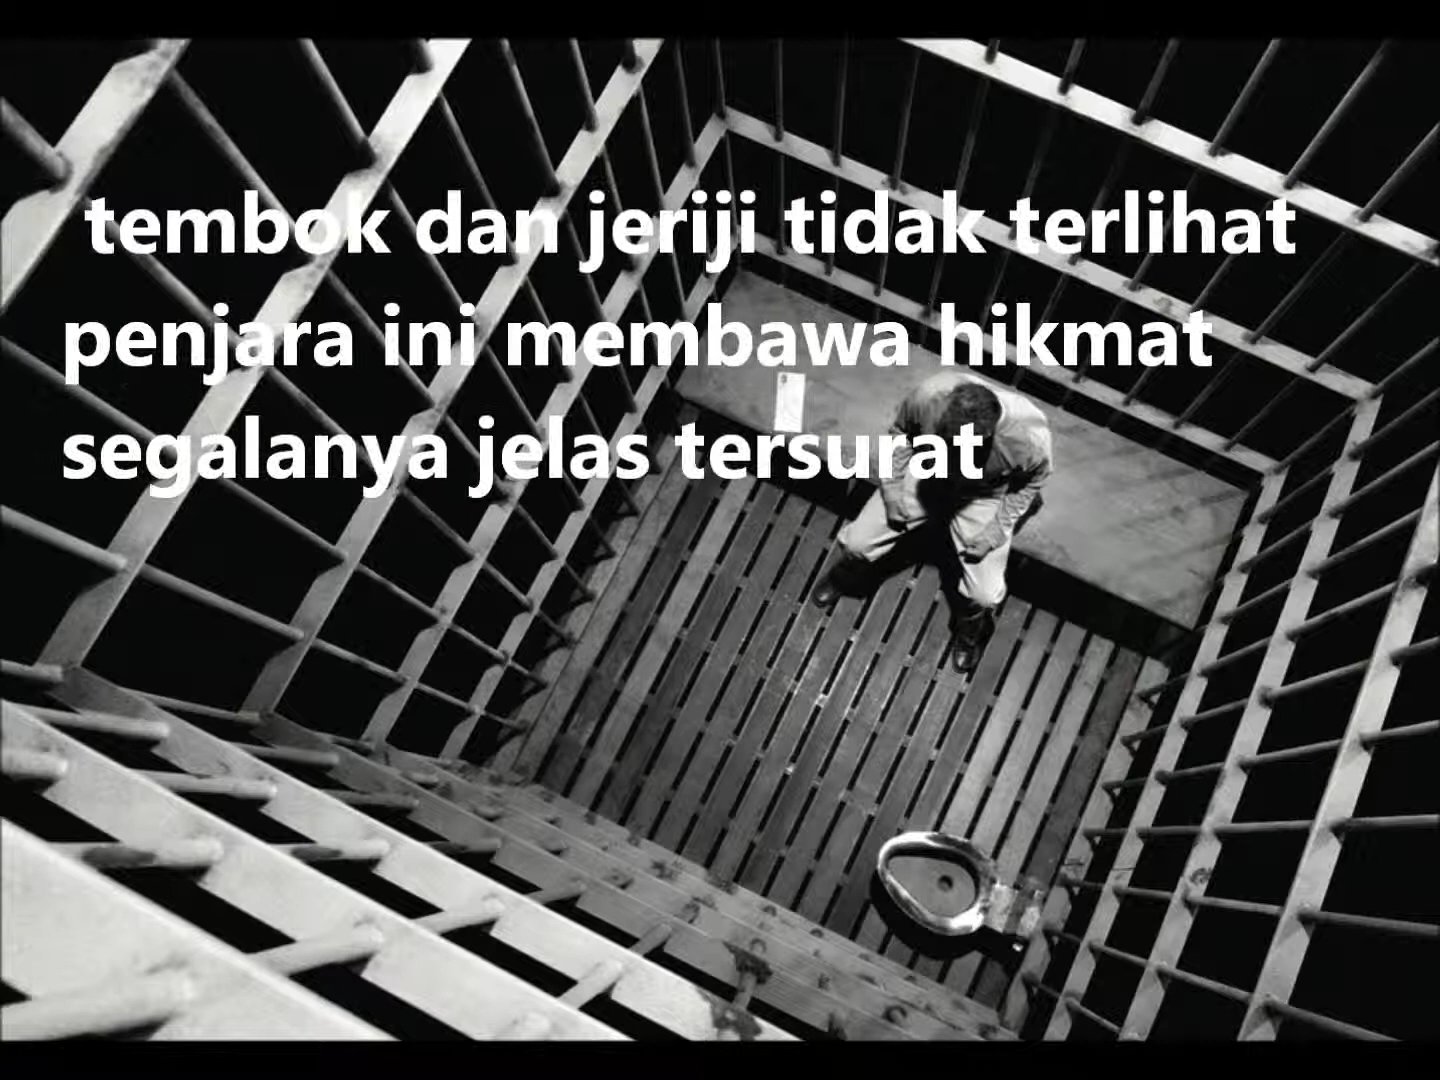 tembok dan jeriji tidak terlihat
penjara ini membawa hikmat
segalanya jelas tersurat